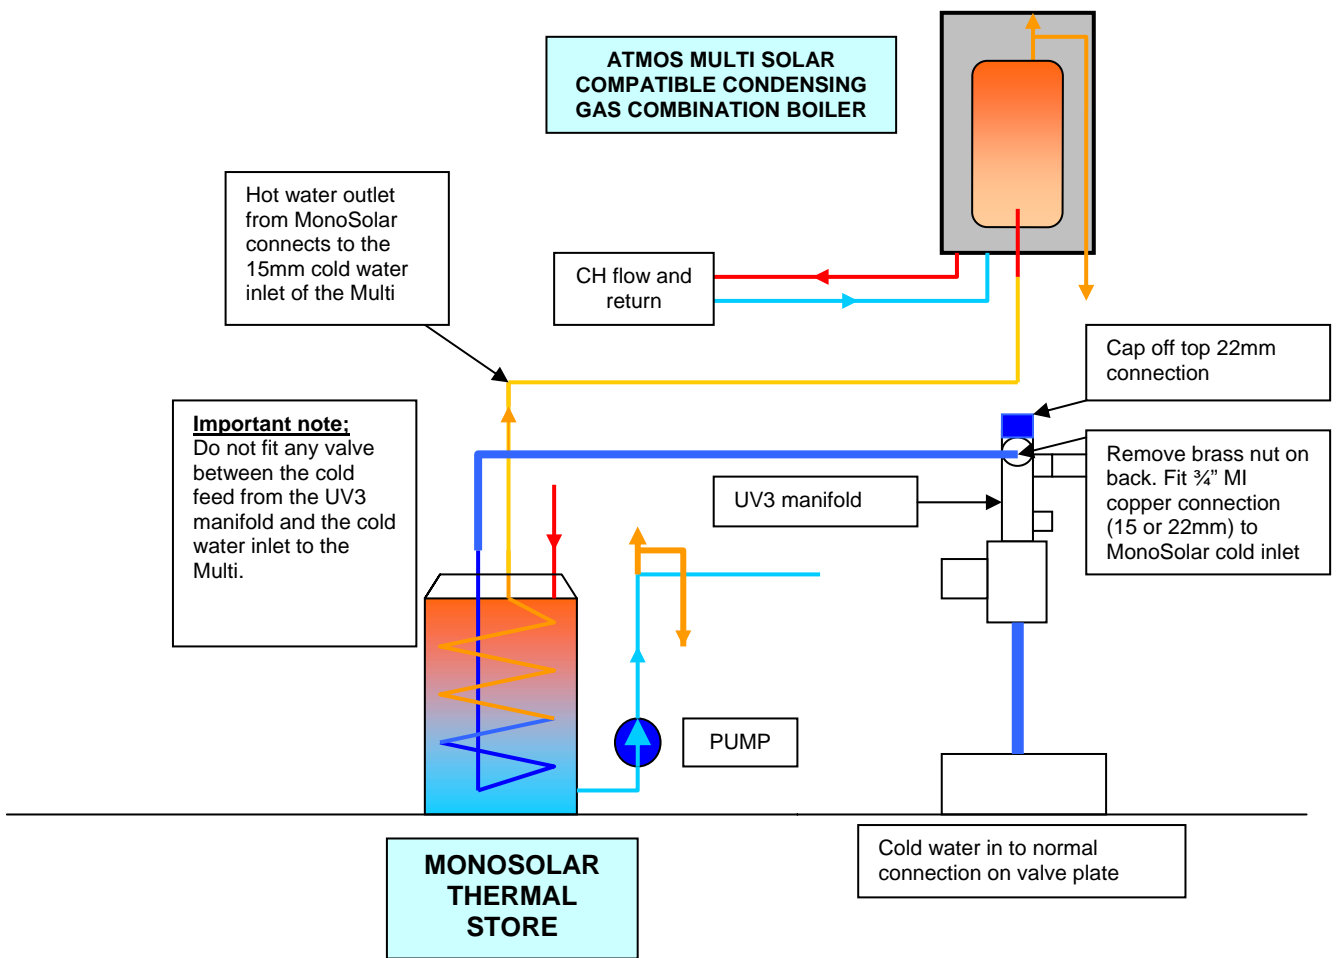 ATMOS MULTI SOLAR
COMPATIBLE CONDENSING
GAS COMBINATION BOILER
Hot water outlet
from MonoSolar
connects to the
15mm cold water
inlet of the Multi
CH flow and
return
Cap off top 22mm
connection
Important note;
Do not fit any valve
between the cold
feed from the UV3
manifold and the cold
water inlet to the
Multi.
UV3 manifold
Remove brass nut on
back. Fit ¾” MI
copper connection
(15 or 22mm) to
MonoSolar cold inlet
PUMP
Cold water in to normal
connection on valve plate
MONOSOLAR
THERMAL
STORE